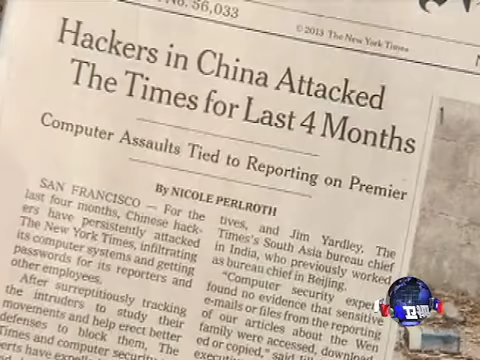 No. 56,033
© 2013 The New York Times
Hackers in China Attacked
The Times for Last 4 Months
Computer Assaults Tied to Reporting on Premier
By NICOLE PERLROTH
SAN FRANCISCO — For the
last four months, Chinese hack-
ers have persistently attacked
The New York Times, infiltrating
its computer systems and getting
passwords for its reporters and
other employees.
After surreptitiously tracking
the intruders to study their
movements and help erect better
defenses to block them, The
Times and computer security
erts have expelled
tives, and Jim Yardley, The
Times's South Asia bureau chief
in India, who previously worked
as bureau chief in Beijing.
"Computer security experts
found no evidence that sensitive
e-mails or files from the reporting
of our articles about the Wen
family were accessed, download-
ed or copied," said